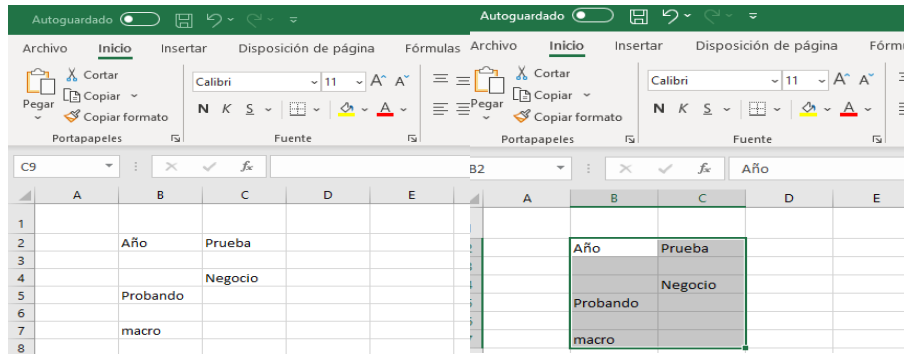 Autoguardado
Archivo Inicio Insertar Disposición de página Fórmulas
Pegar
Cortar
Copiar
Copiar formato
Portapapeles
Calibri 11 A^ A˅
N K S A
Fuente
C9 fx
A B C D E
1
2 Año Prueba
3
4 Negocio
5 Probando
6
7 macro
8
Autoguardado
Archivo Inicio Insertar Disposición de página Fórm
Pegar
Cortar
Copiar
Copiar formato
Portapapeles
Calibri 11 A^ A˅
N K S A
Fuente
B2 fx Año
A B C D E
Año Prueba
Negocio
Probando
macro